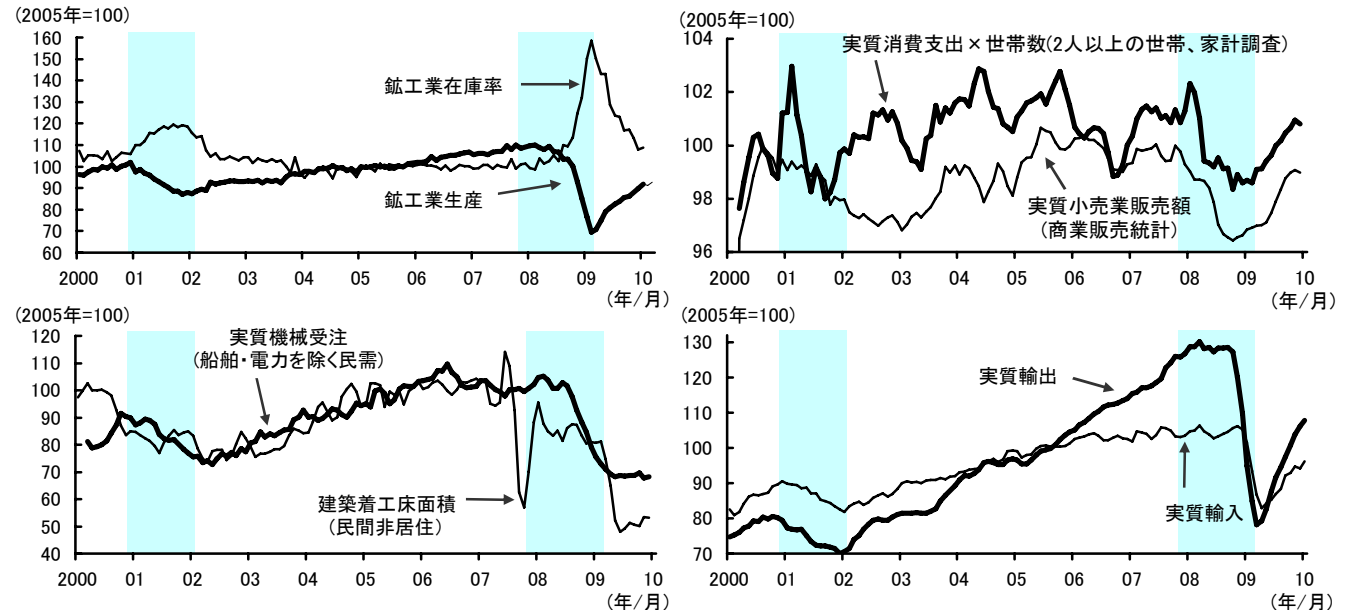 (2005年=100)
160
150
140
130
120
110
100
90
80
70
60
鉱工業在庫率
鉱工業生産
2000 01 02 03 04 05 06 07 08 09 10
(年/月)
(2005年=100)
104
102
100
98
96
実質消費支出×世帯数(2人以上の世帯、家計調査)
実質小売業販売額
(商業販売統計)
2000 01 02 03 04 05 06 07 08 09 10
(年/月)
(2005年=100)
120
110
100
90
80
70
60
50
40
実質機械受注
(船舶・電力を除く民需)
建築着工床面積
(民間非居住)
2000 01 02 03 04 05 06 07 08 09 10
(年/月)
(2005年=100)
130
120
110
100
90
80
70
実質輸出
実質輸入
2000 01 02 03 04 05 06 07 08 09 10
(年/月)